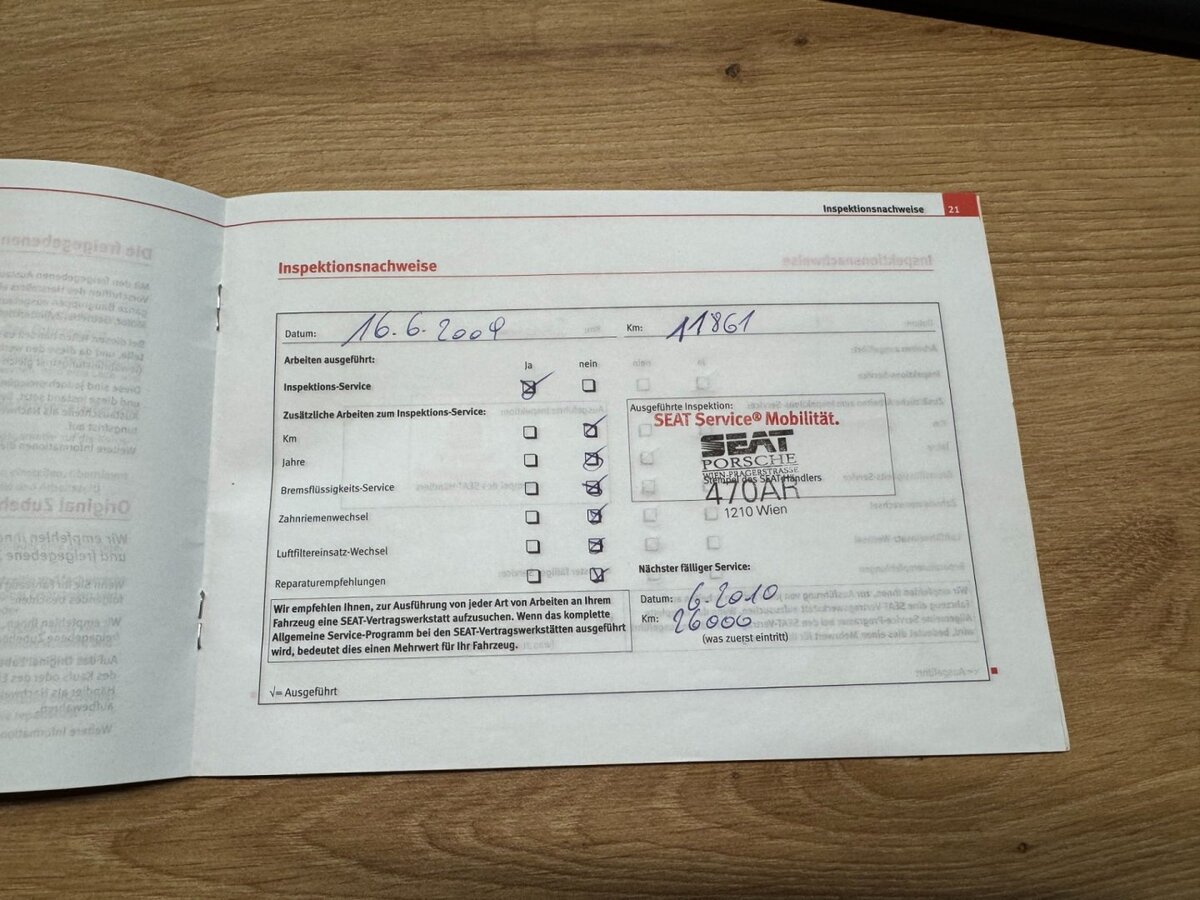 Inspektionsnachweise 21
Inspektionsnachweise
Datum: 16.6.2009 Km: 11861
Arbeiten ausgeführt:
Ja nein
Inspektions-Service
Zusätzliche Arbeiten zum Inspektions-Service:
Km
Jahre
Bremsflüssigkeits-Service
Zahnriemenwechsel
Luftfiltereinsatz-Wechsel
Reparaturempfehlungen
Ausgeführte Inspektion:
SEAT Service® Mobilität.
SEAT
PORSCHE
WIEN-PRAGERSTRASSE
Stempel des SEAT-Händlers
470AR
1210 Wien
Nächster fälliger Service:
Datum: 6.2010
Km: 26000
(was zuerst eintritt)
Wir empfehlen Ihnen, zur Ausführung von jeder Art von Arbeiten an Ihrem
Fahrzeug eine SEAT-Vertragswerkstatt aufzusuchen. Wenn das komplette
Allgemeine Service-Programm bei den SEAT-Vertragswerkstätten ausgeführt
wird, bedeutet dies einen Mehrwert für Ihr Fahrzeug.
√= Ausgeführt